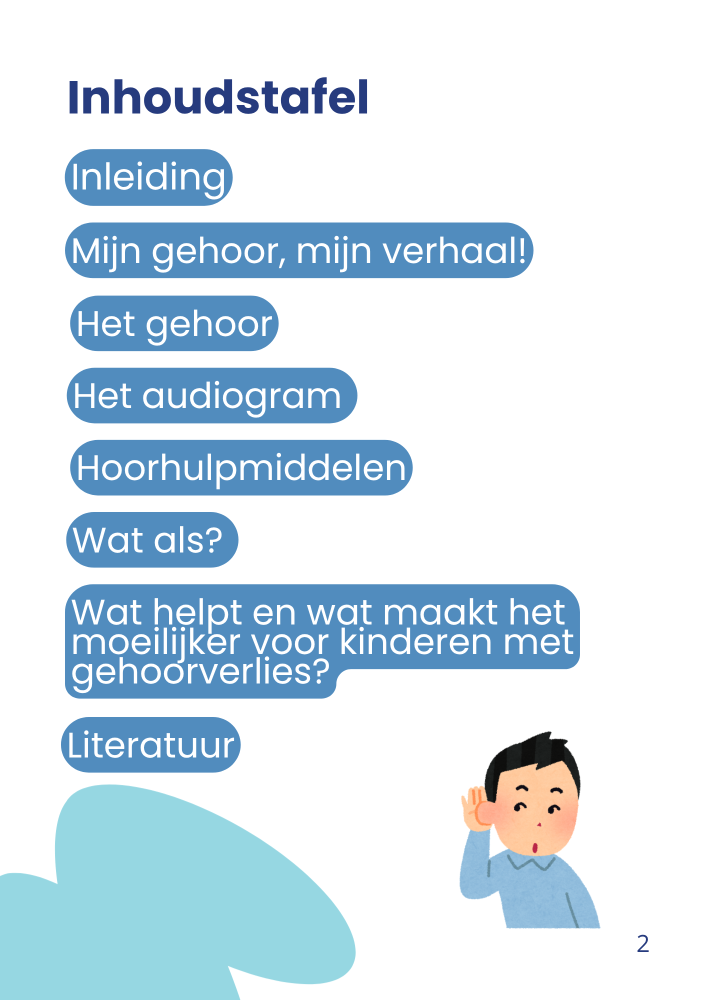 Inhoudstafel
Inleiding
Mijn gehoor, mijn verhaal!
Het gehoor
Het audiogram
Hoorhulpmiddelen
Wat als?
Wat helpt en wat maakt het
moeilijker voor kinderen met
gehoorverlies?
Literatuur
2